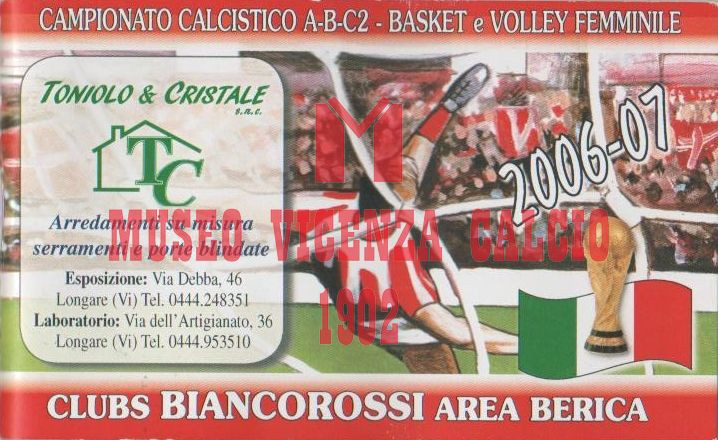 CAMPIONATO CALCISTICO A-B-C2 - BASKET e VOLLEY FEMMINILE
TONIOLO & CRISTALE
s.n.c.
TC
Arredamenti su misura
serramenti e porte blindate
Esposizione: Via Debba, 46
Longare (Vi) Tel. 0444.248351
Laboratorio: Via dell'Artigianato, 36
Longare (Vi) Tel. 0444.953510
2006-07
M
MUSEO VICENZA CALCIO
1902
CLUBS BIANCOROSSI AREA BERICA